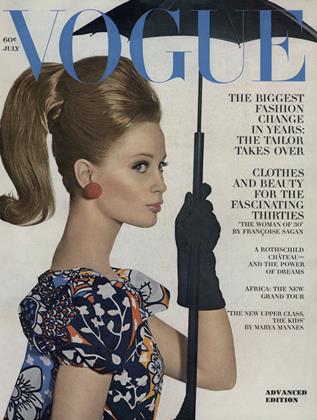 60¢
JULY
VOGUE
THE BIGGEST
FASHION
CHANGE
IN YEARS:
THE TAILOR
TAKES OVER
CLOTHES
AND BEAUTY
FOR THE
FASCINATING
THIRTIES
"THE WOMAN OF 30"
BY FRANÇOISE SAGAN
A ROTHSCHILD
CHÂTEAU—
AND THE POWER
OF DREAMS
AFRICA: THE NEW
GRAND TOUR
"THE NEW UPPER CLASS,
THE KIDS"
BY MARYA MANNES
ADVANCED
EDITION